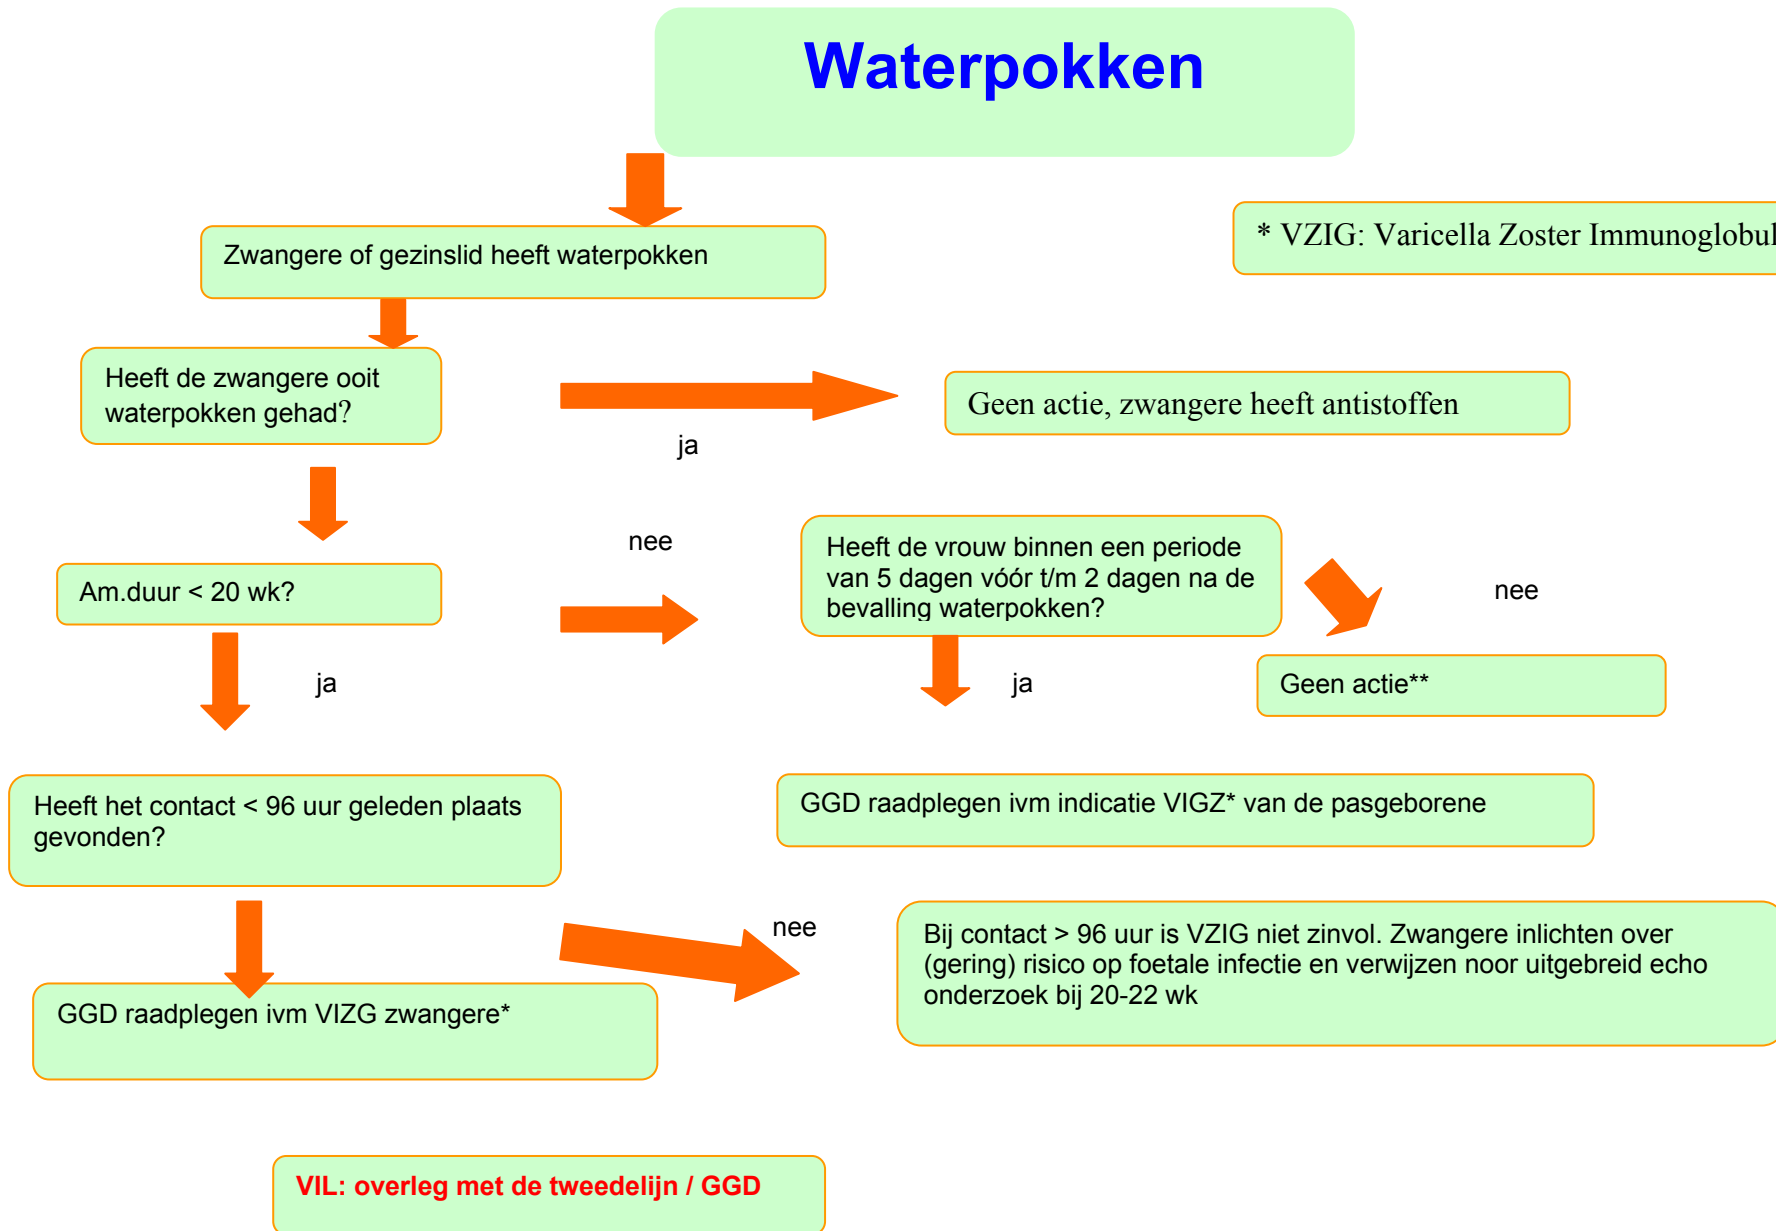 Waterpokken
Zwangere of gezinslid heeft waterpokken
* VZIG: Varicella Zoster Immunoglobul
Heeft de zwangere ooit
waterpokken gehad?
ja
Geen actie, zwangere heeft antistoffen
Am.duur < 20 wk?
nee
Heeft de vrouw binnen een periode
van 5 dagen vóór t/m 2 dagen na de
bevalling waterpokken?
nee
ja
ja
Geen actie**
Heeft het contact < 96 uur geleden plaats
gevonden?
GGD raadplegen ivm indicatie VIGZ* van de pasgeborene
nee
Bij contact > 96 uur is VZIG niet zinvol. Zwangere inlichten over
(gering) risico op foetale infectie en verwijzen noor uitgebreid echo
onderzoek bij 20-22 wk
GGD raadplegen ivm VIZG zwangere*
VIL: overleg met de tweedelijn / GGD